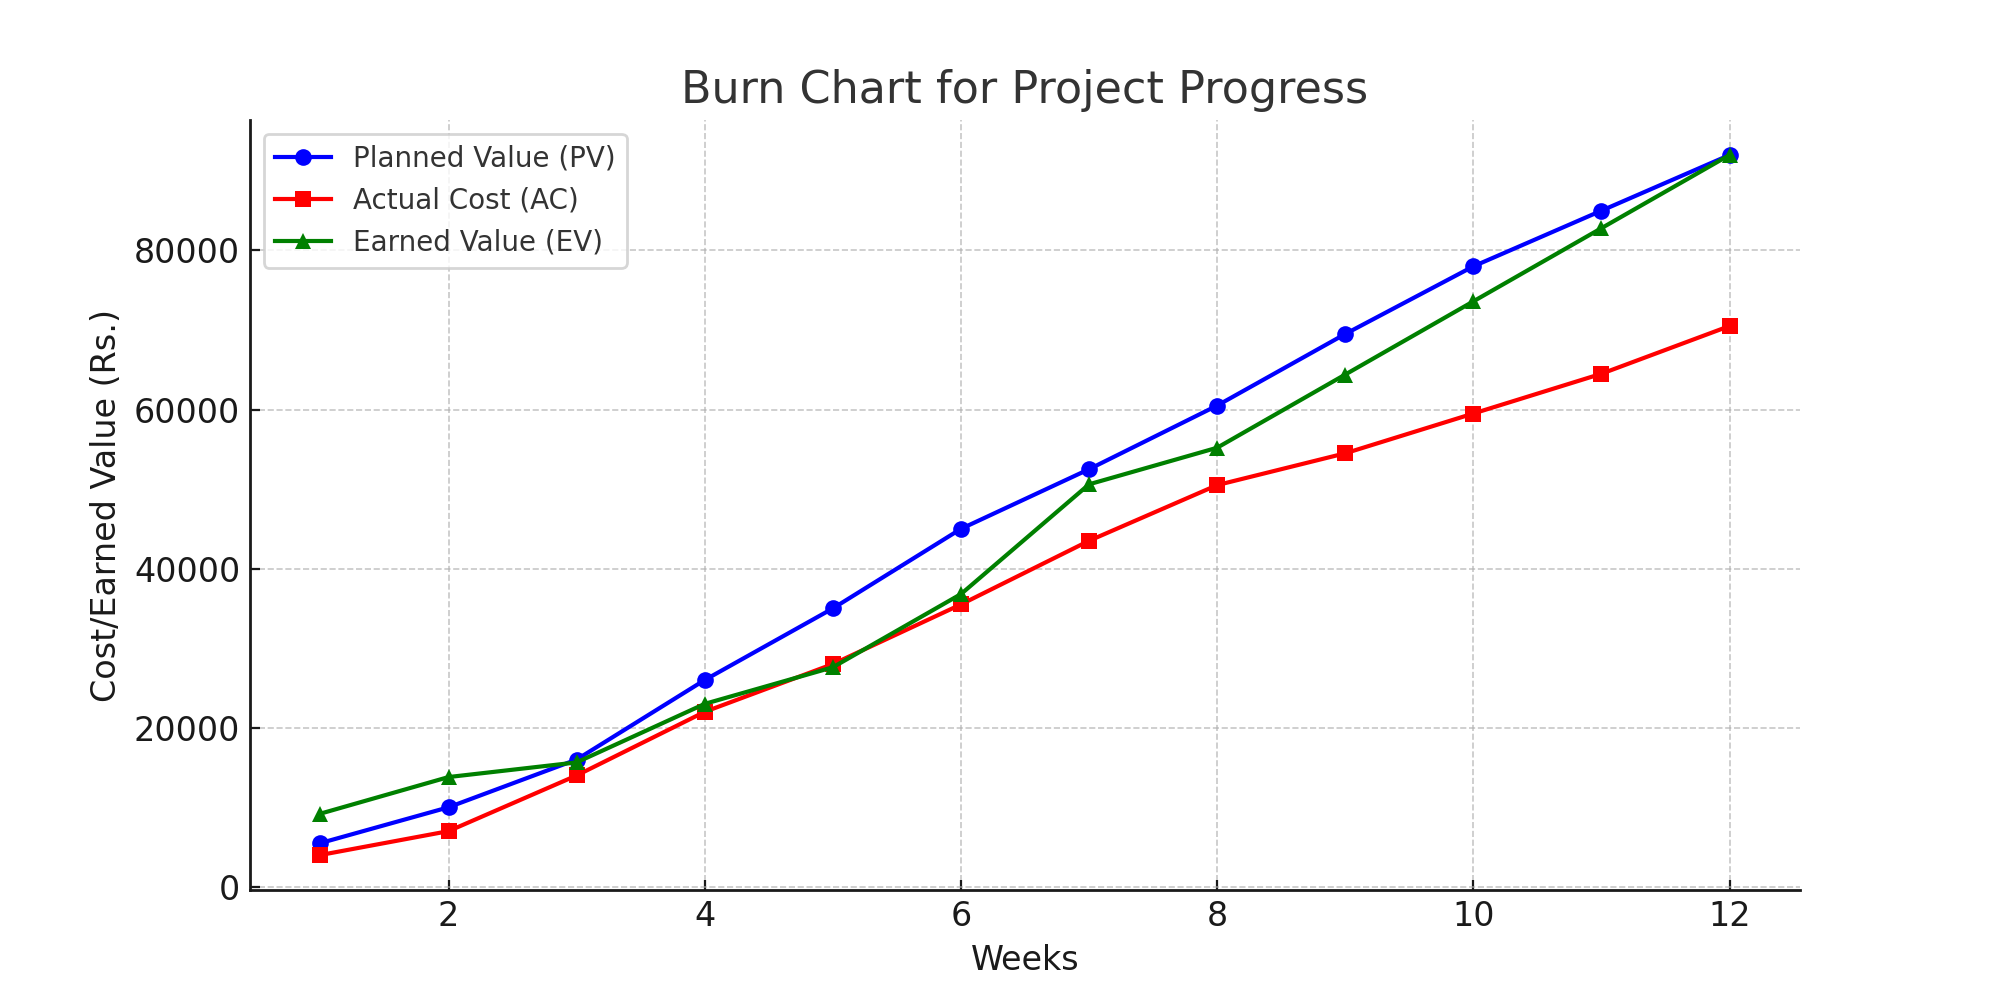 Burn Chart for Project Progress
Planned Value (PV)
Actual Cost (AC)
Earned Value (EV)
Cost/Earned Value (Rs.)
80000
60000
40000
20000
0
2 4 6 8 10 12
Weeks